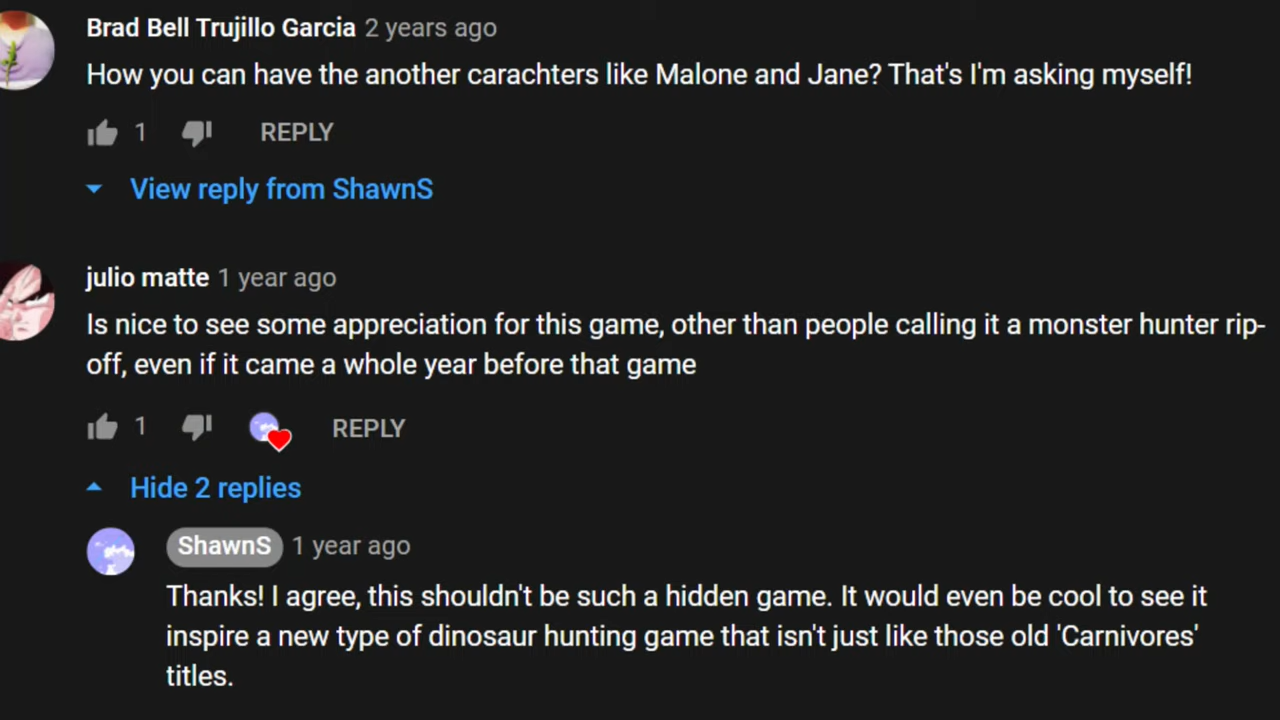 Brad Bell Trujillo Garcia 2 years ago
How you can have the another carachters like Malone and Jane? That's I'm asking myself!
1 REPLY
View reply from ShawnS
julio matte 1 year ago
Is nice to see some appreciation for this game, other than people calling it a monster hunter rip-
off, even if it came a whole year before that game
1 REPLY
Hide 2 replies
ShawnS 1 year ago
Thanks! I agree, this shouldn't be such a hidden game. It would even be cool to see it
inspire a new type of dinosaur hunting game that isn't just like those old 'Carnivores'
titles.